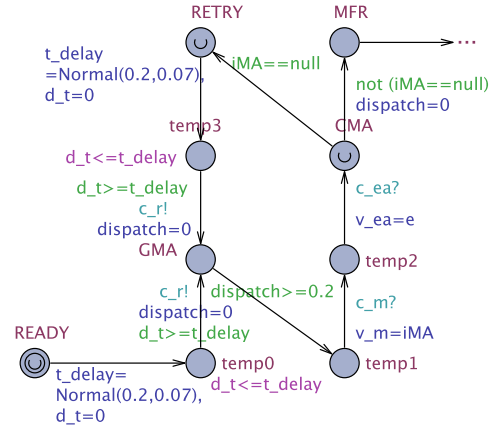 RETRY
MFR
t_delay
=Normal(0.2,0.07),
d_t=0
iMA==null
...
not (iMA==null)
dispatch=0
temp3
CMA
d_t<=t_delay
d_t>=t_delay
c_r!
dispatch=0
c_ea?
v_ea=e
GMA
temp2
c_r!
dispatch>=0.2
dispatch=0
d_t>=t_delay
c_m?
v_m=iMA
READY
temp0
temp1
t_delay=
Normal(0.2,0.07),
d_t=0
d_t<=t_delay